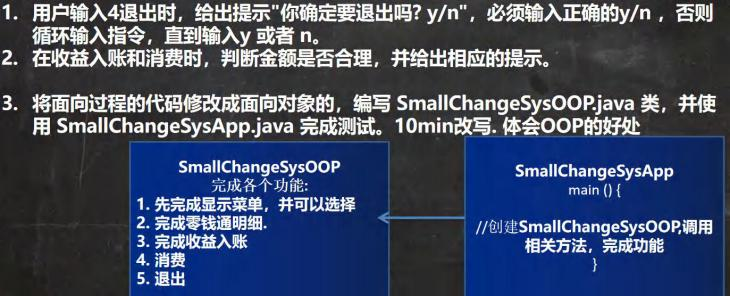 1. 用户输入4退出时，给出提示"你确定要退出吗? y/n"，必须输入正确的y/n ，否则
循环输入指令，直到输入y 或者 n。
2. 在收益入账和消费时，判断金额是否合理，并给出相应的提示。
3. 将面向过程的代码修改成面向对象的，编写 SmallChangeSysOOP.java 类，并使
用 SmallChangeSysApp.java 完成测试。10min改写. 体会OOP的好处
SmallChangeSysOOP
完成各个功能:
1. 先完成显示菜单，并可以选择
2. 完成零钱通明细.
3. 完成收益入账
4. 消费
5. 退出
SmallChangeSysApp
main () {
//创建SmallChangeSysOOP,调用
相关方法，完成功能
}